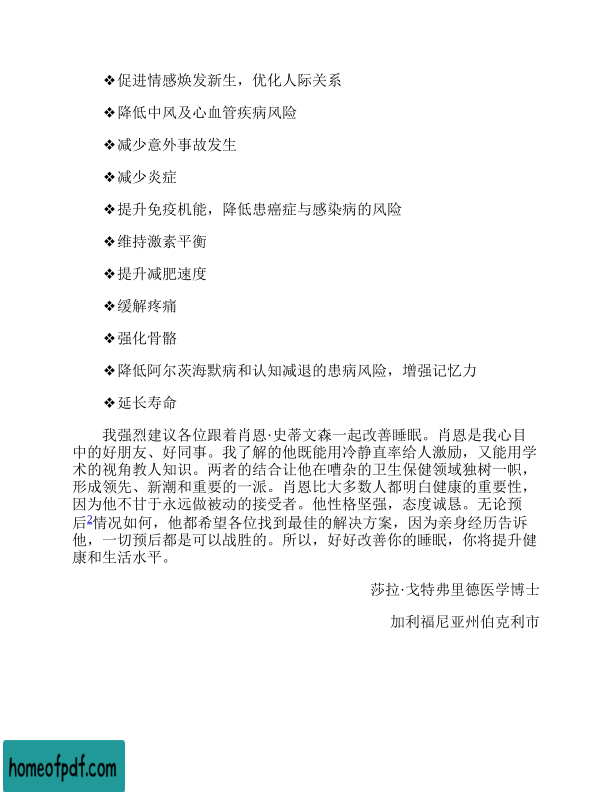 ❖促进情感焕发新生，优化人际关系
❖降低中风及心血管疾病风险
❖减少意外事故发生
❖减少炎症
❖提升免疫机能，降低患癌症与感染病的风险
❖维持激素平衡
❖提升减肥速度
❖缓解疼痛
❖强化骨骼
❖降低阿尔茨海默病和认知减退的患病风险，增强记忆力
❖延长寿命
我强烈建议各位跟着肖恩·史蒂文森一起改善睡眠。肖恩是我心目
中的好朋友、好同事。我了解的他既能用冷静直率给人激励，又能用学
术的视角教人知识。两者的结合让他在嘈杂的卫生保健领域独树一帜，
形成领先、新潮和重要的一派。肖恩比大多数人都明白健康的重要性，
因为他不甘于永远做被动的接受者。他性格坚强，态度诚恳。无论预
后2情况如何，他都希望各位找到最佳的解决方案，因为亲身经历告诉
他，一切预后都是可以战胜的。所以，好好改善你的睡眠，你将提升健
康和生活水平。
莎拉·戈特弗里德医学博士
加利福尼亚州伯克利市
homeofpdf.com